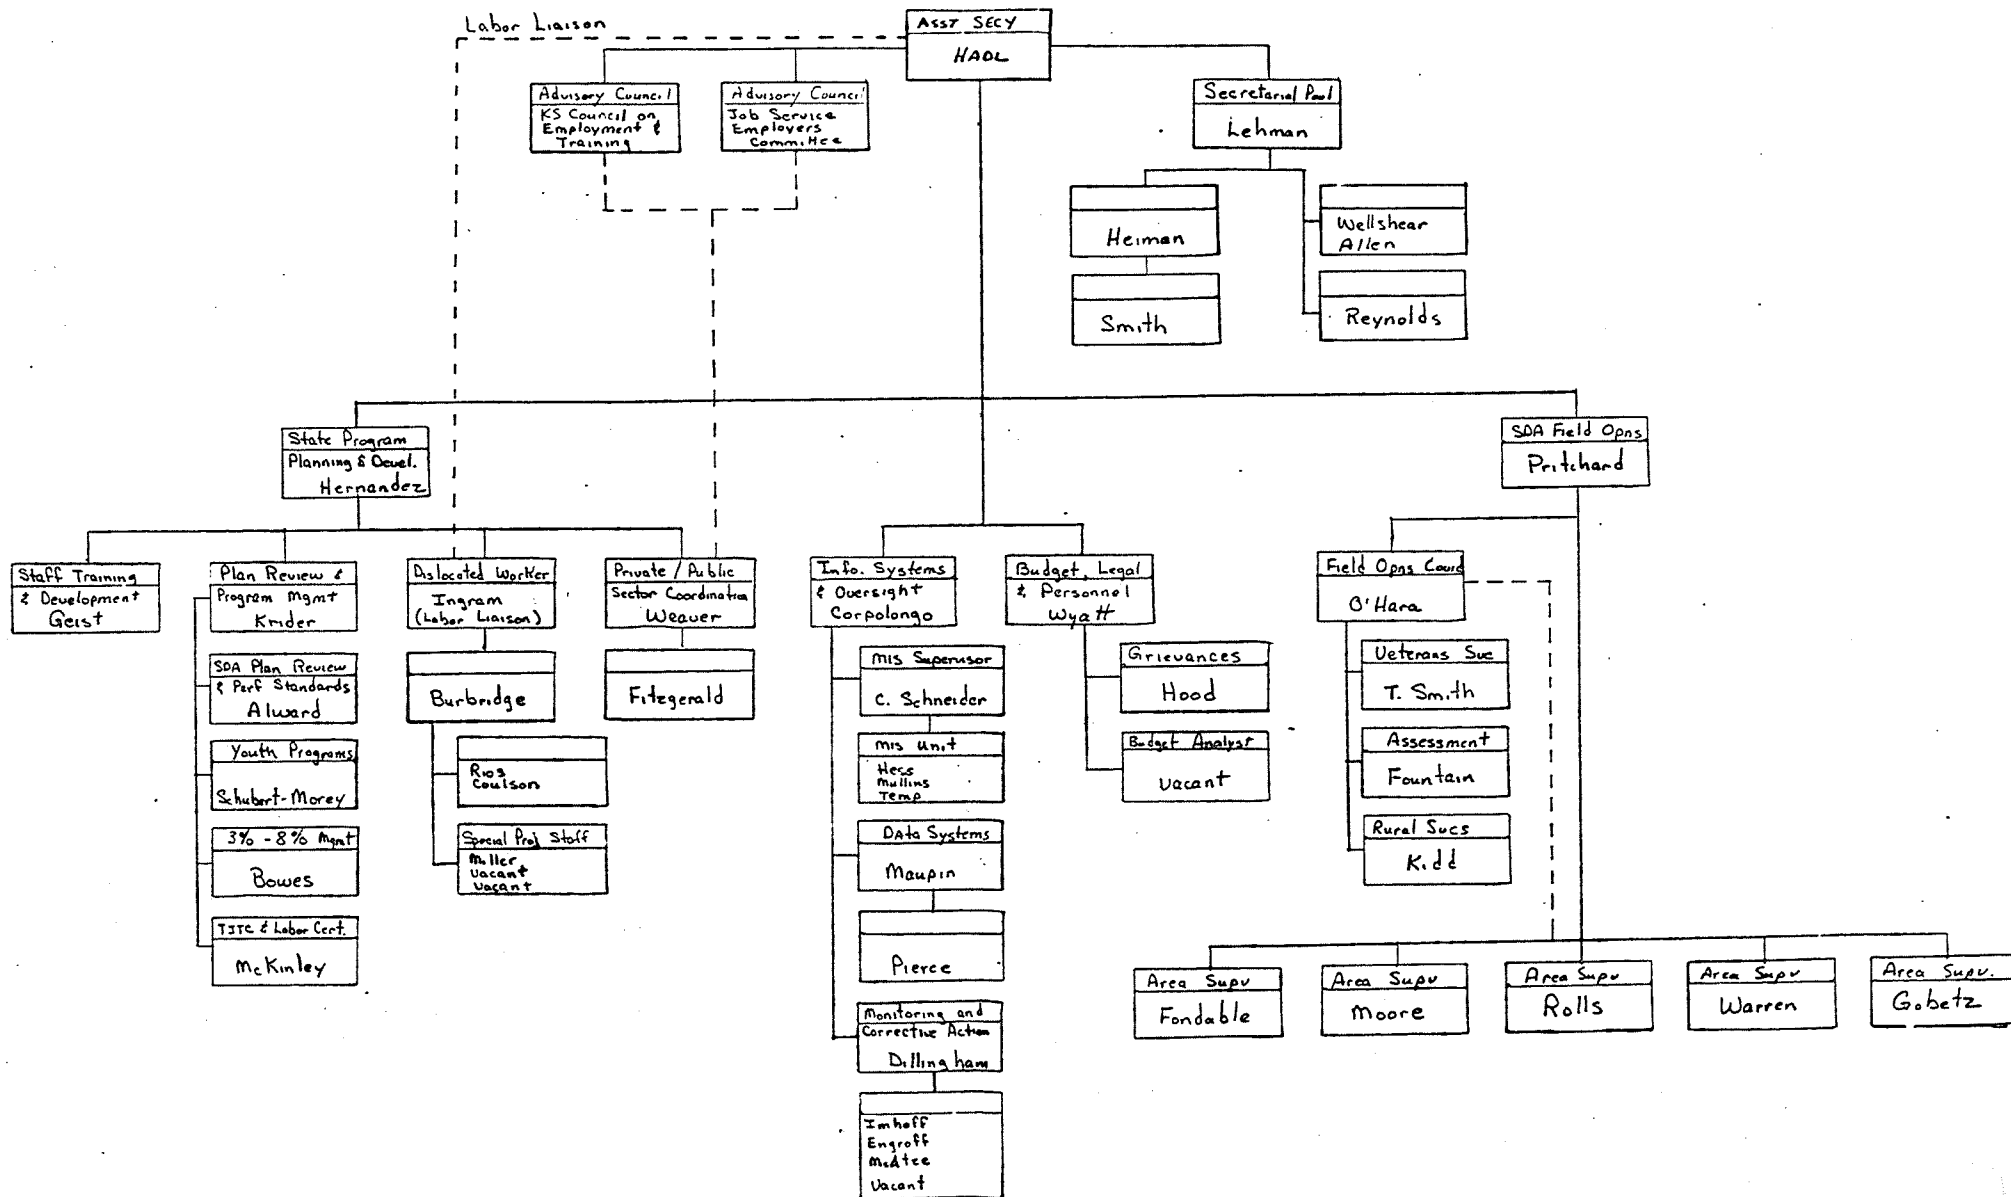 Labor Liaison
ASST SECY
HADL
Advisory Council
KS Council on
Employment &
Training
Advisory Council
Job Service
Employers
Committee
Secretarial Pool
Lehman
Heiman
Smith
Wellshear
Allen
Reynolds
State Program
Planning & Devel.
Hernandez
SDA Field Opns
Pritchard
Staff Training
& Development
Geist
Plan Review &
Program Mgmt
Krider
SDA Plan Review
& Perf Standards
Alward
Youth Programs
Schubert-Morey
3% - 8% Mgmt
Bowes
TJTC & Labor Cert.
McKinley
Dislocated Worker
Ingram
(Labor Liaison)
Burbridge
Rios
Coulson
Special Proj Staff
Miller
Vacant
Vacant
Private / Public
Sector Coordination
Weaver
Fitzgerald
Info. Systems
& Oversight
Corpolongo
MIS Supervisor
C. Schneider
MIS Unit
Hess
Mullins
Temp
Data Systems
Maupin
Pierce
Monitoring and
Corrective Action
Dillingham
Imhoff
Engroff
McAtee
Vacant
Budget, Legal
& Personnel
Wyatt
Grievances
Hood
Budget Analyst
Vacant
Field Opns Coord
O'Hara
Veterans Svc
T. Smith
Assessment
Fountain
Rural Svcs
Kidd
Area Supv
Fondable
Area Supv
Moore
Area Supv
Rolls
Area Supv
Warren
Area Supv.
Gobetz